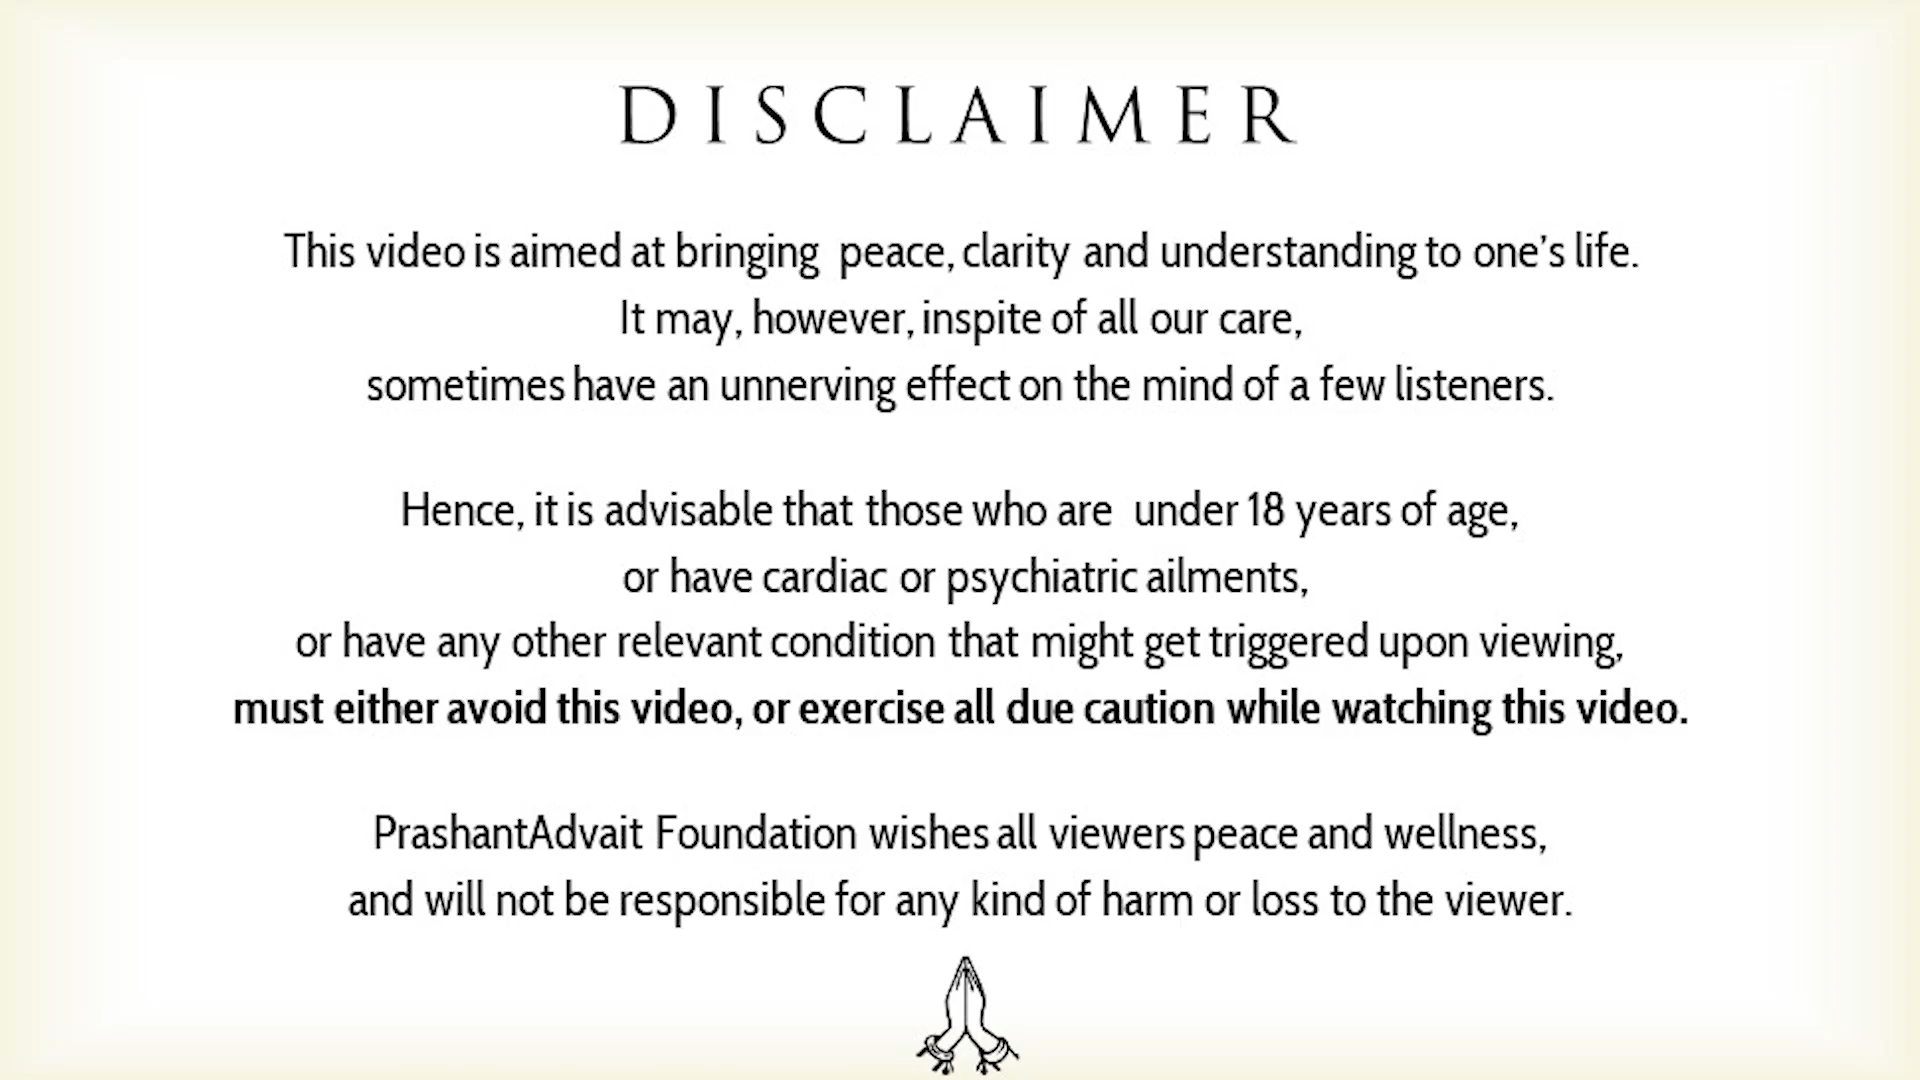 DISCLAIMER
This video is aimed at bringing peace, clarity and understanding to one’s life.
It may, however, inspite of all our care,
sometimes have an unnerving effect on the mind of a few listeners.
Hence, it is advisable that those who are under 18 years of age,
or have cardiac or psychiatric ailments,
or have any other relevant condition that might get triggered upon viewing,
must either avoid this video, or exercise all due caution while watching this video.
PrashantAdvait Foundation wishes all viewers peace and wellness,
and will not be responsible for any kind of harm or loss to the viewer.